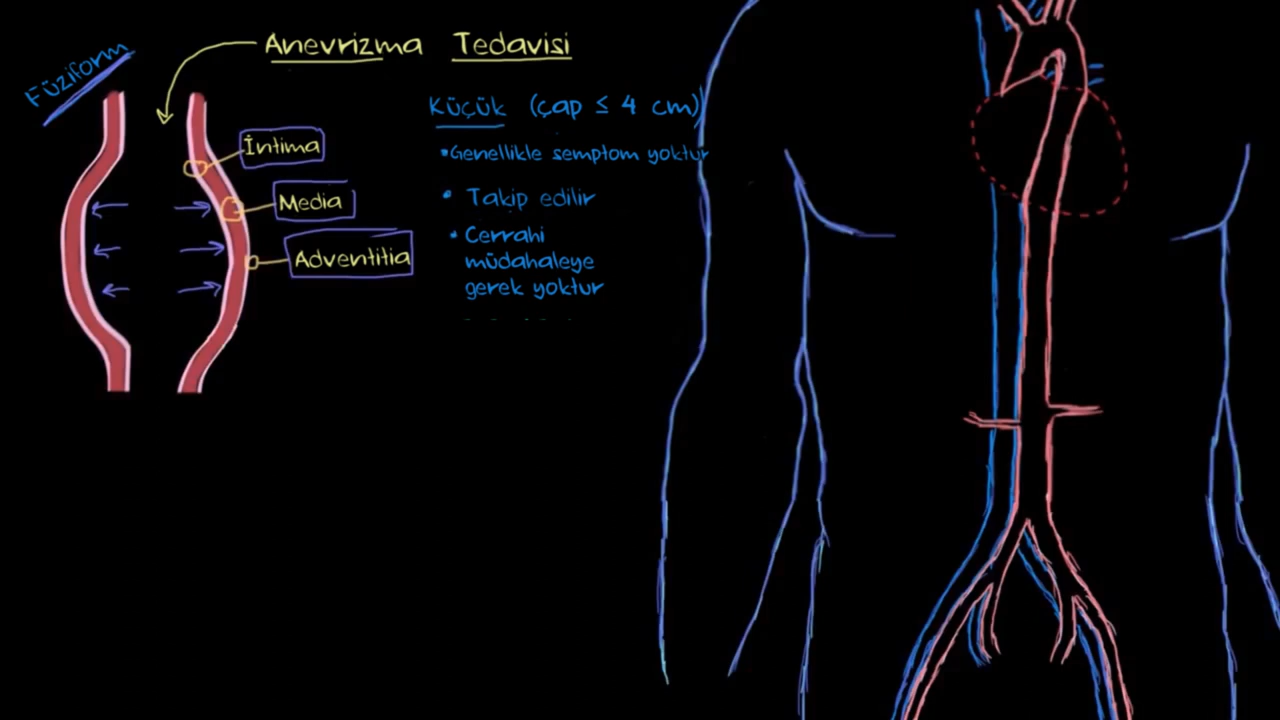 Anevrizma Tedavisi
Füziform
Küçük (çap ≤ 4 cm)
İntima
•Genellikle semptom yoktur
Media
• Takip edilir
• Cerrahi
müdahaleye
gerek yoktur
Adventitia